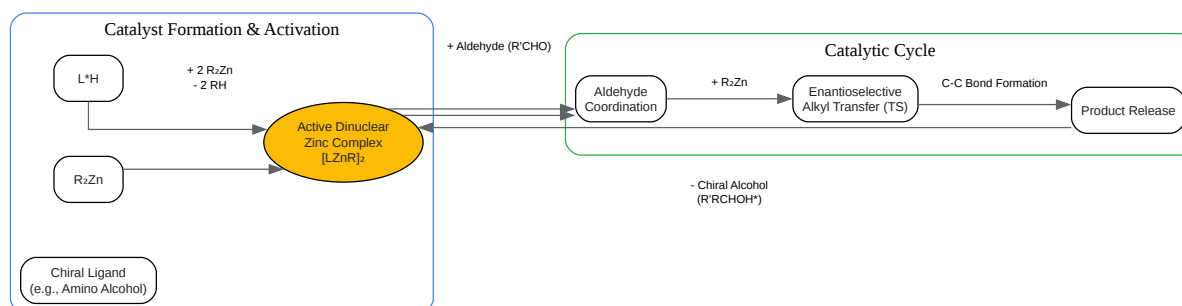 Catalyst Formation & Activation
L*H
+ 2 R₂Zn
- 2 RH
Active Dinuclear
Zinc Complex
[LZnR]₂
R₂Zn
Chiral Ligand
(e.g., Amino Alcohol)
+ Aldehyde (R'CHO)
Catalytic Cycle
Aldehyde
Coordination
+ R₂Zn
Enantioselective
Alkyl Transfer (TS)
C-C Bond Formation
Product Release
- Chiral Alcohol
(R'RCHOH*)